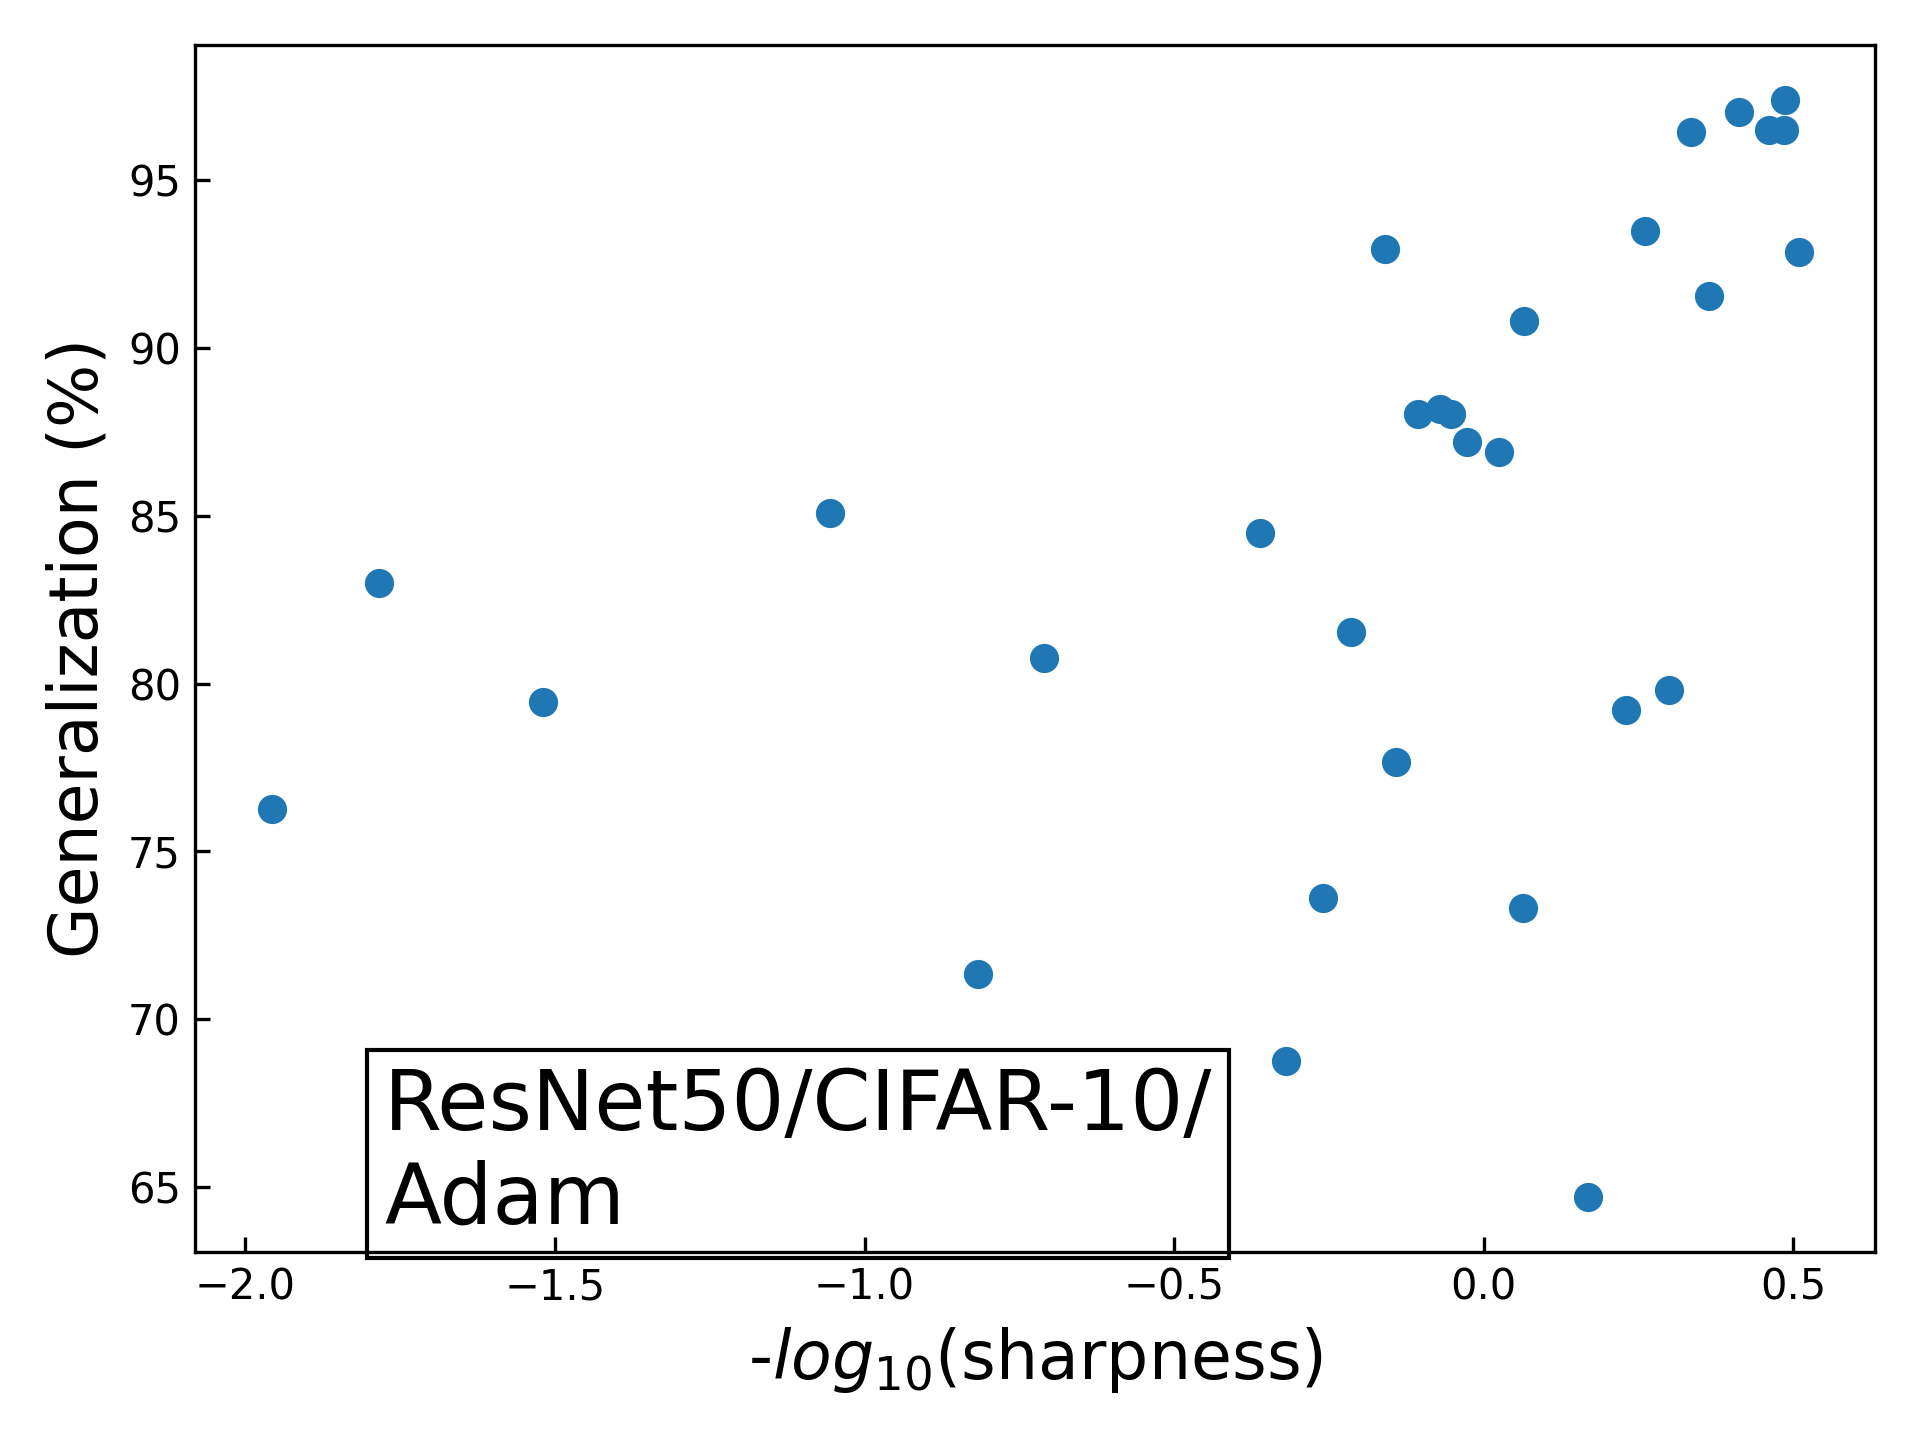 Generalization (%)
95
90
85
80
75
70
65
ResNet50/CIFAR-10/
Adam
−2.0 −1.5 −1.0 −0.5 0.0 0.5
-log10(sharpness)